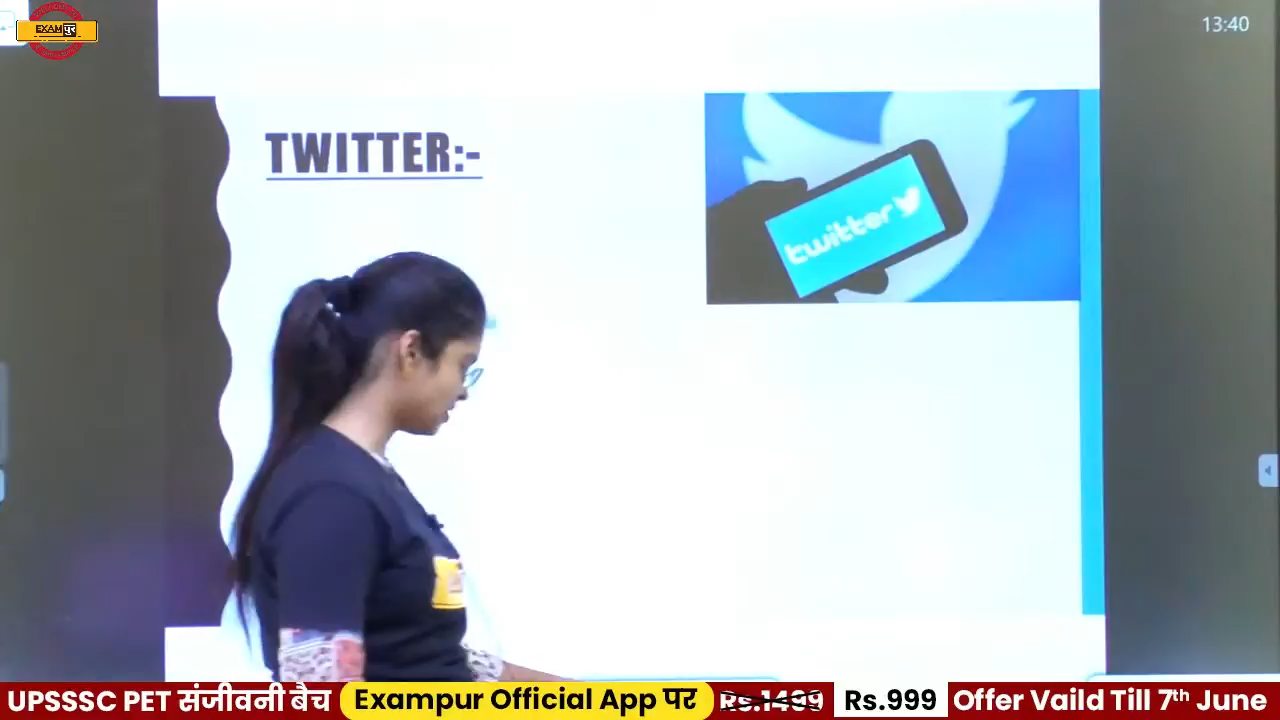 EXAMपुर
13:40
TWITTER:-
twitter
UPSSSC PET संजीवनी बैच Exampur Official App पर Rs.1499 Rs.999 Offer Vaild Till 7th June